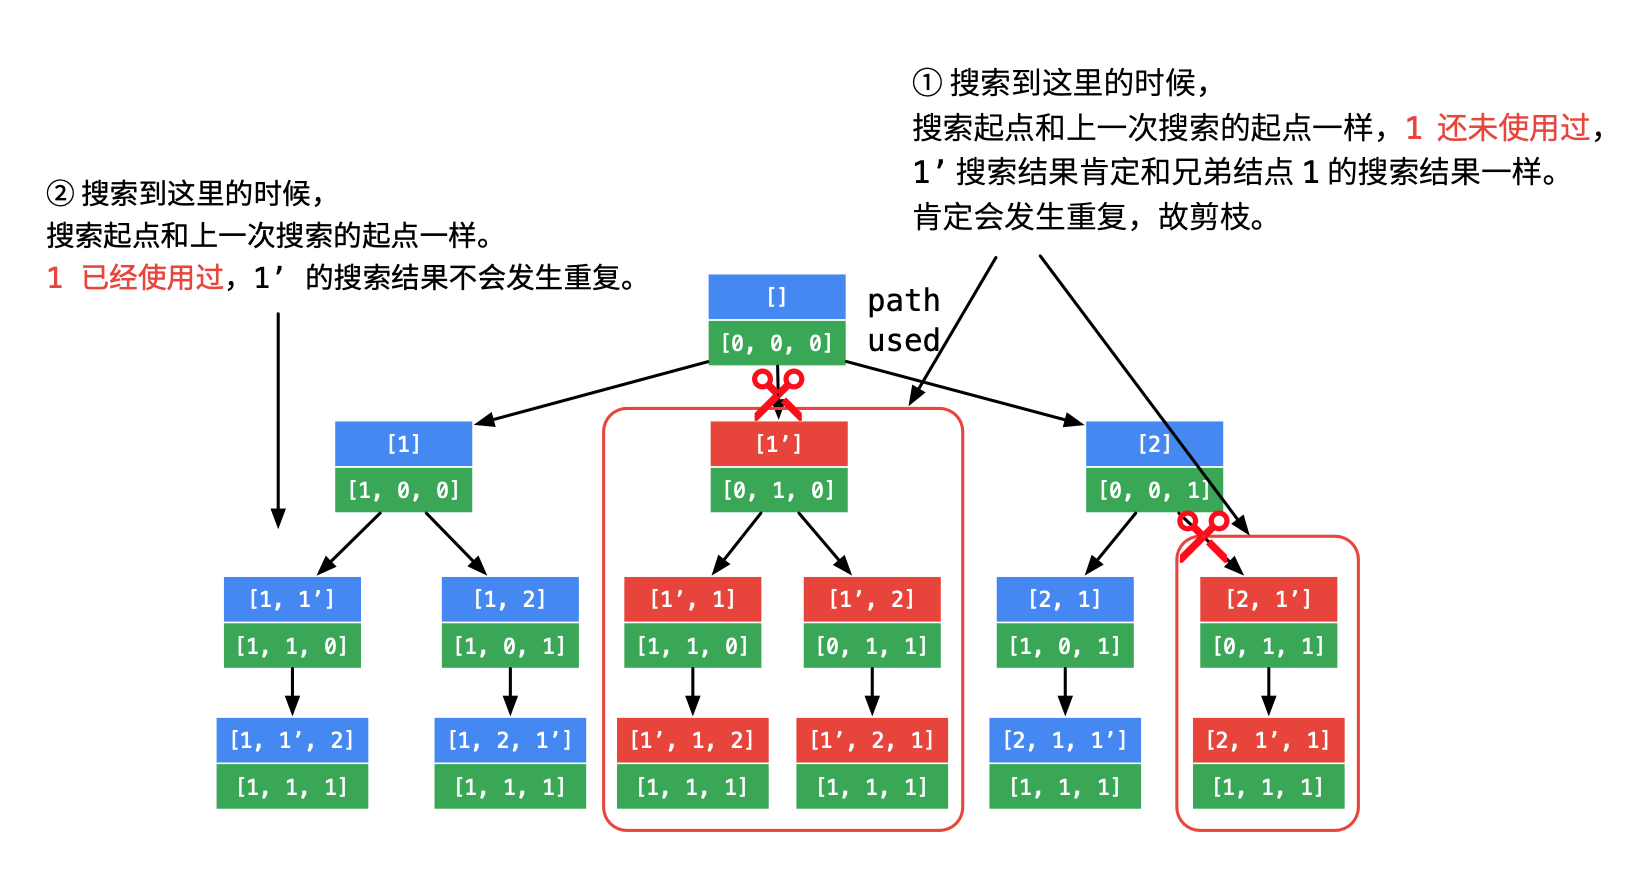 ① 搜索到这里的时候，
搜索起点和上一次搜索的起点一样，1 还未使用过，
1’ 搜索结果肯定和兄弟结点 1 的搜索结果一样。
肯定会发生重复，故剪枝。
② 搜索到这里的时候，
搜索起点和上一次搜索的起点一样。
1 已经使用过，1’ 的搜索结果不会发生重复。
[] path
[0, 0, 0] used
[1] [1’] [2]
[1, 0, 0] [0, 1, 0] [0, 0, 1]
[1, 1’] [1, 2] [1’, 1] [1’, 2] [2, 1] [2, 1’]
[1, 1, 0] [1, 0, 1] [1, 1, 0] [0, 1, 1] [1, 0, 1] [0, 1, 1]
[1, 1’, 2] [1, 2, 1’] [1’, 1, 2] [1’, 2, 1] [2, 1, 1’] [2, 1’, 1]
[1, 1, 1] [1, 1, 1] [1, 1, 1] [1, 1, 1] [1, 1, 1] [1, 1, 1]